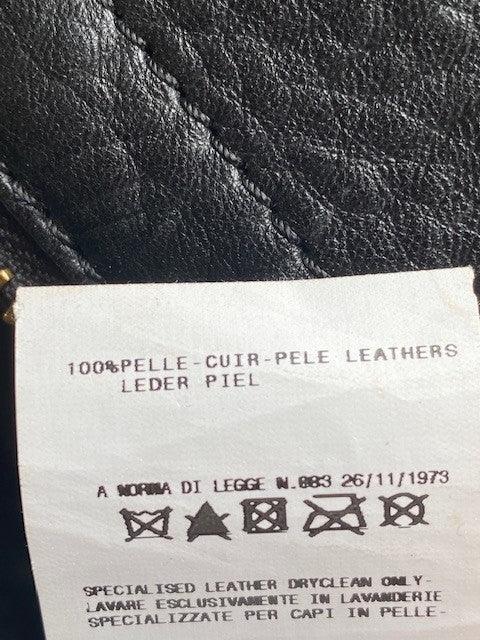 100%PELLE-CUIR-PELE LEATHERS
LEDER PIEL
A NORMA DI LEGGE N.883 26/11/1973
SPECIALISED LEATHER DRYCLEAN ONLY-
LAVARE ESCLUSIVAMENTE IN LAVANDERIE
SPECIALIZZATE PER CAPI IN PELLE-